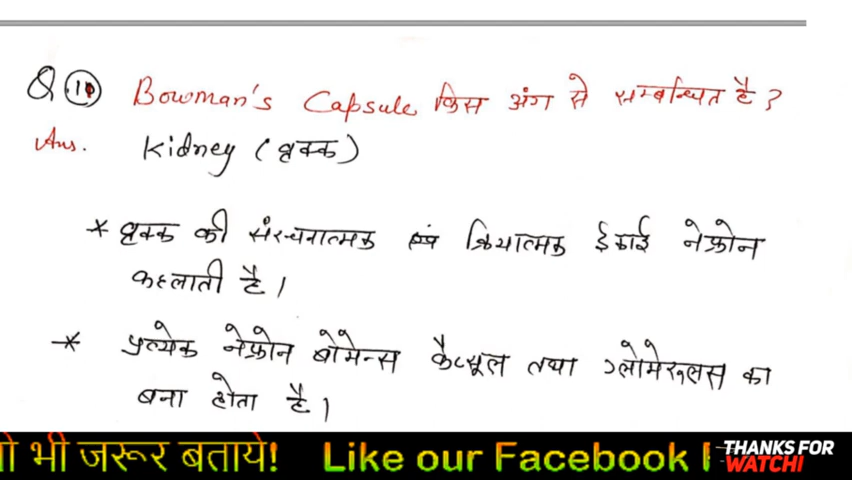 Q 11 Bowman's Capsule किस अंग से सम्बन्धित है?
Ans. Kidney (वृक्क)
* वृक्क की संरचनात्मक एवं क्रियात्मक ईकाई नेफ्रोन
कहलाती है।
* प्रत्येक नेफ्रोन बोमेन्स कैप्सूल तथा ग्लोमेरूलस का
बना होता है।
भी जरूर बताये! Like our Facebook
THANKS FOR
WATCHI